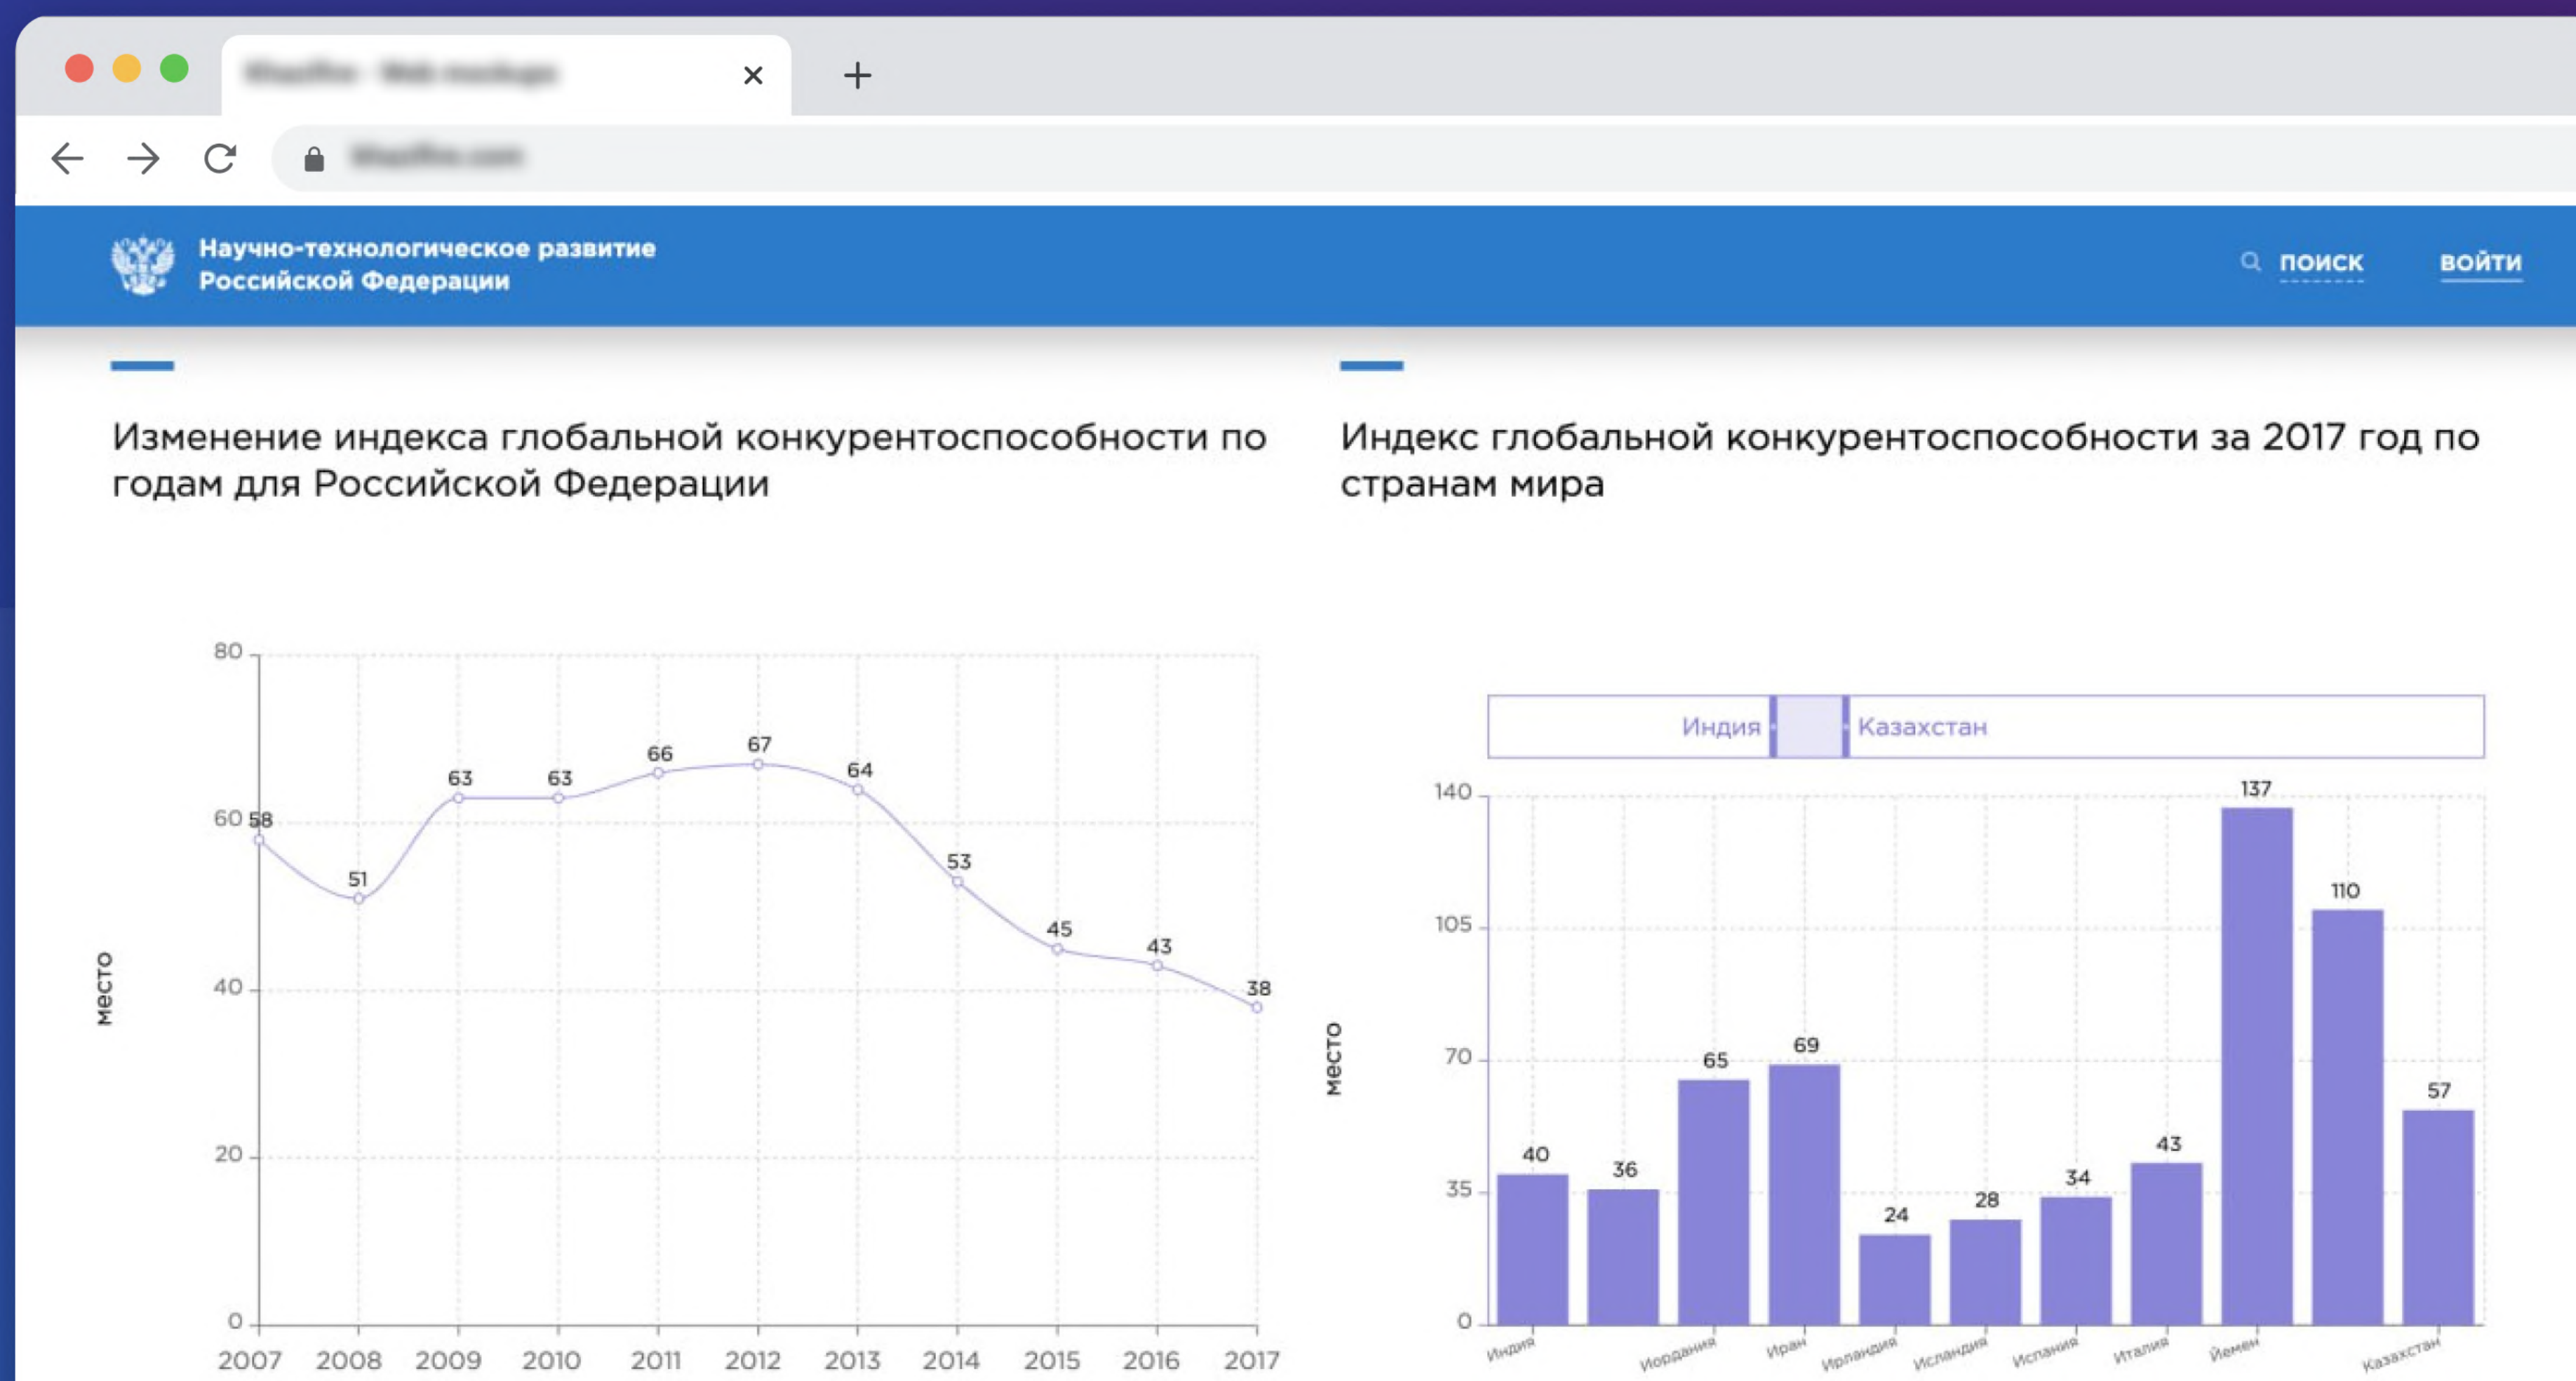 Научно-технологическое развитие
Российской Федерации
ПОИСК
ВОЙТИ
Изменение индекса глобальной конкурентоспособности по
годам для Российской Федерации
80
60
40
20
0
место
58
51
63
63
66
67
64
53
45
43
38
2007 2008 2009 2010 2011 2012 2013 2014 2015 2016 2017
Индекс глобальной конкурентоспособности за 2017 год по
странам мира
Индия
Казахстан
140
105
70
35
0
место
40
36
65
69
24
28
34
43
137
110
57
Индия Иордания Иран Ирландия Исландия Испания Италия Йемен Казахстан